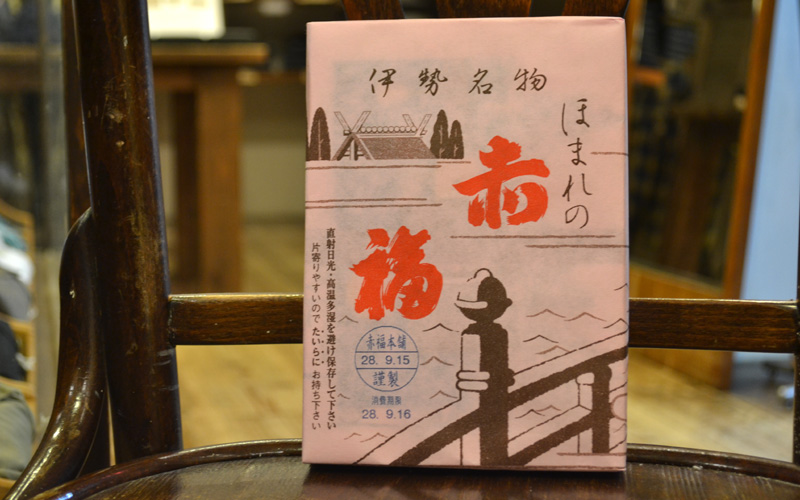 伊勢名物
ほまれの
赤
福
直射日光・高温多湿を避け保存して下さい
片寄りやすいので たいらに お持ち下さい
赤福本舗
28. 9.15
謹製
消費期限
28. 9.16